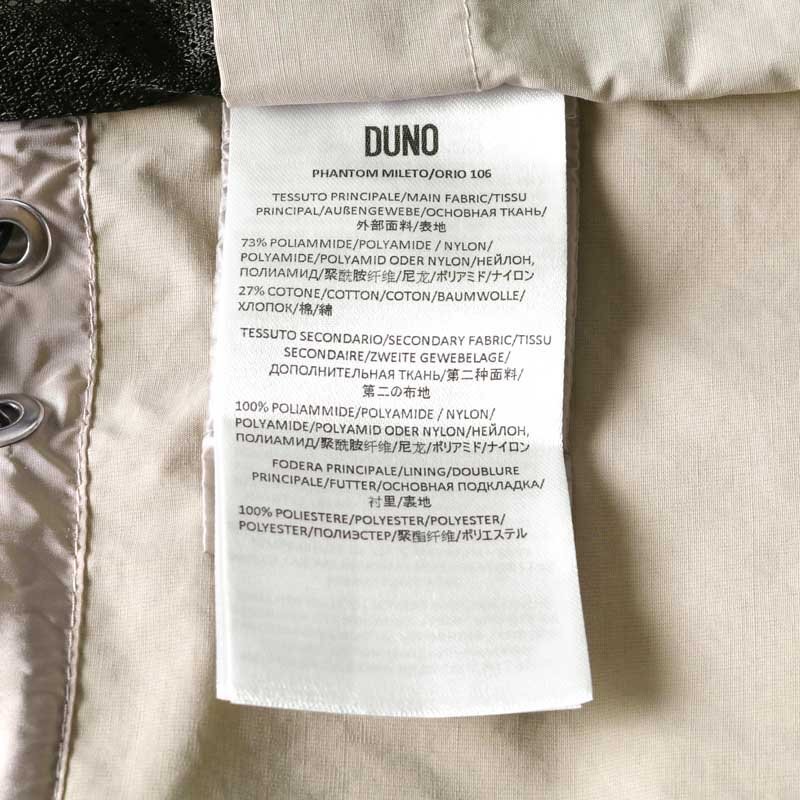 DUNO
PHANTOM MILETO/ORIO 106
TESSUTO PRINCIPALE/MAIN FABRIC/TISSU
PRINCIPAL/AUßENGEWEBE/ОСНОВНАЯ ТКАНЬ/
外部面料/表地
73% POLIAMMIDE/POLYAMIDE / NYLON/
POLYAMIDE/POLYAMID ODER NYLON/НЕЙЛОН,
ПОЛИАМИД/聚酰胺纤维/尼龙/ポリアミド/ナイロン
27% COTONE/COTTON/COTON/BAUMWOLLE/
ХЛОПОК/棉/綿
TESSUTO SECONDARIO/SECONDARY FABRIC/TISSU
SECONDAIRE/ZWEITE GEWEBELAGE/
ДОПОЛНИТЕЛЬНАЯ ТКАНЬ/第二种面料/
第二の布地
100% POLIAMMIDE/POLYAMIDE / NYLON/
POLYAMIDE/POLYAMID ODER NYLON/НЕЙЛОН,
ПОЛИАМИД/聚酰胺纤维/尼龙/ポリアミド/ナイロン
FODERA PRINCIPALE/LINING/DOUBLURE
PRINCIPALE/FUTTER/ОСНОВНАЯ ПОДКЛАДКА/
衬里/裏地
100% POLIESTERE/POLYESTER/POLYESTER/
POLYESTER/ПОЛИЭСТЕР/聚酯纤维/ポリエステル